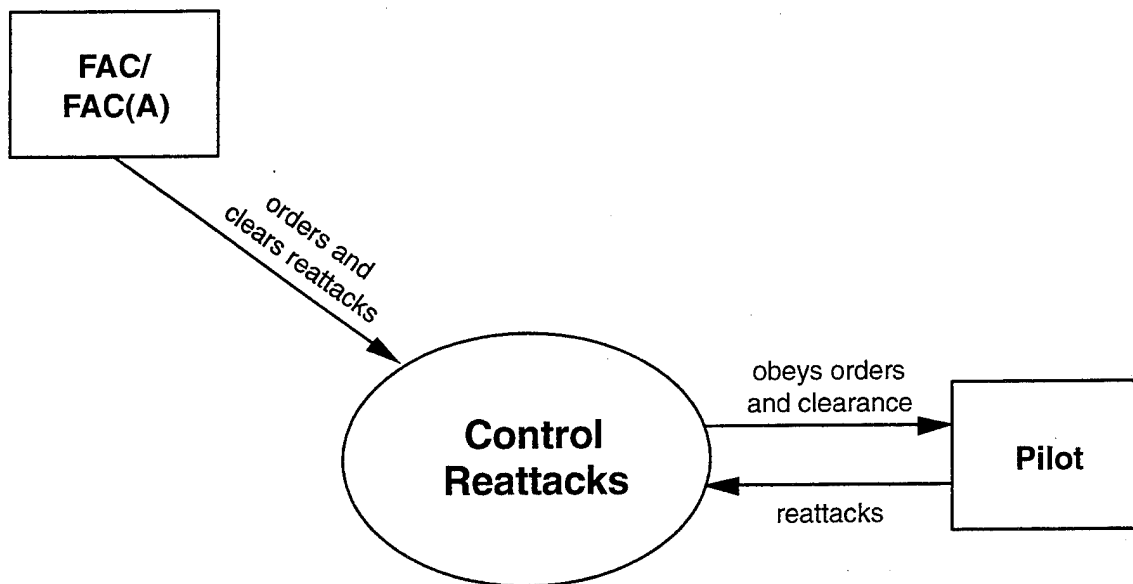 FAC/
FAC(A)
orders and
clears reattacks
Control
Reattacks
obeys orders
and clearance
reattacks
Pilot